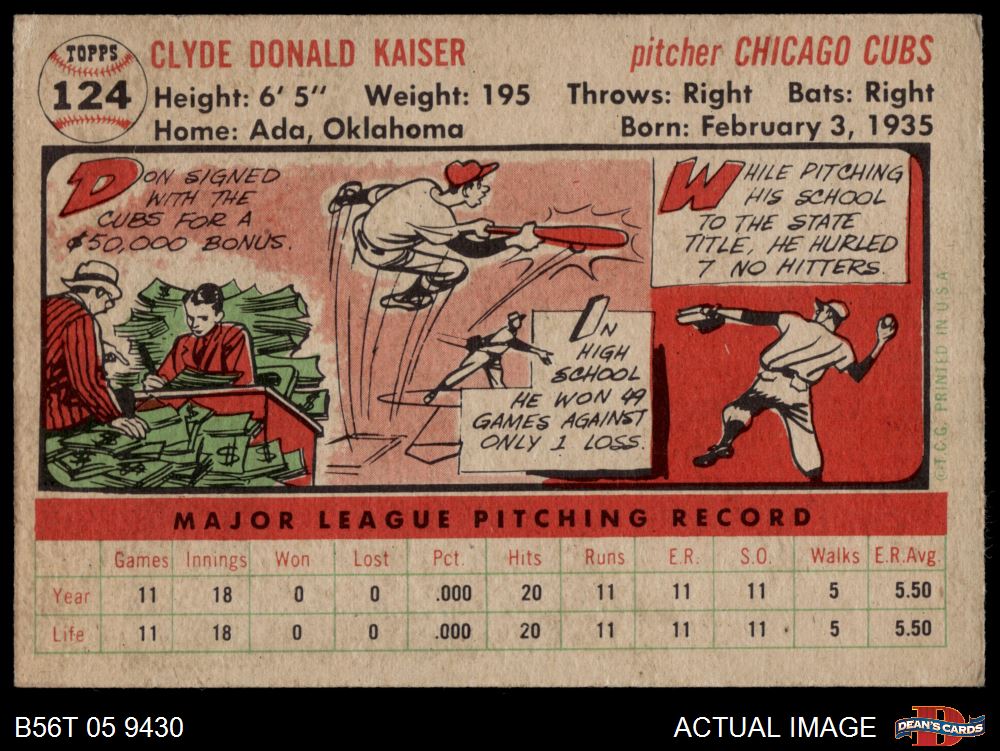 TOPPS
124
CLYDE DONALD KAISER
pitcher CHICAGO CUBS
Height: 6' 5" Weight: 195 Throws: Right Bats: Right
Home: Ada, Oklahoma Born: February 3, 1935
DON SIGNED
WITH THE
CUBS FOR A
$50,000 BONUS.
IN
HIGH
SCHOOL
HE WON 49
GAMES AGAINST
ONLY 1 LOSS.
WHILE PITCHING
HIS SCHOOL
TO THE STATE
TITLE, HE HURLED
7 NO HITTERS.
©T.C.G. PRINTED IN U.S.A.
MAJOR LEAGUE PITCHING RECORD
Games Innings Won Lost Pct. Hits Runs E.R. S.O. Walks E.R.Avg.
Year 11 18 0 0 .000 20 11 11 11 5 5.50
Life 11 18 0 0 .000 20 11 11 11 5 5.50
B56T 05 9430
ACTUAL IMAGE
DEAN'S CARDS